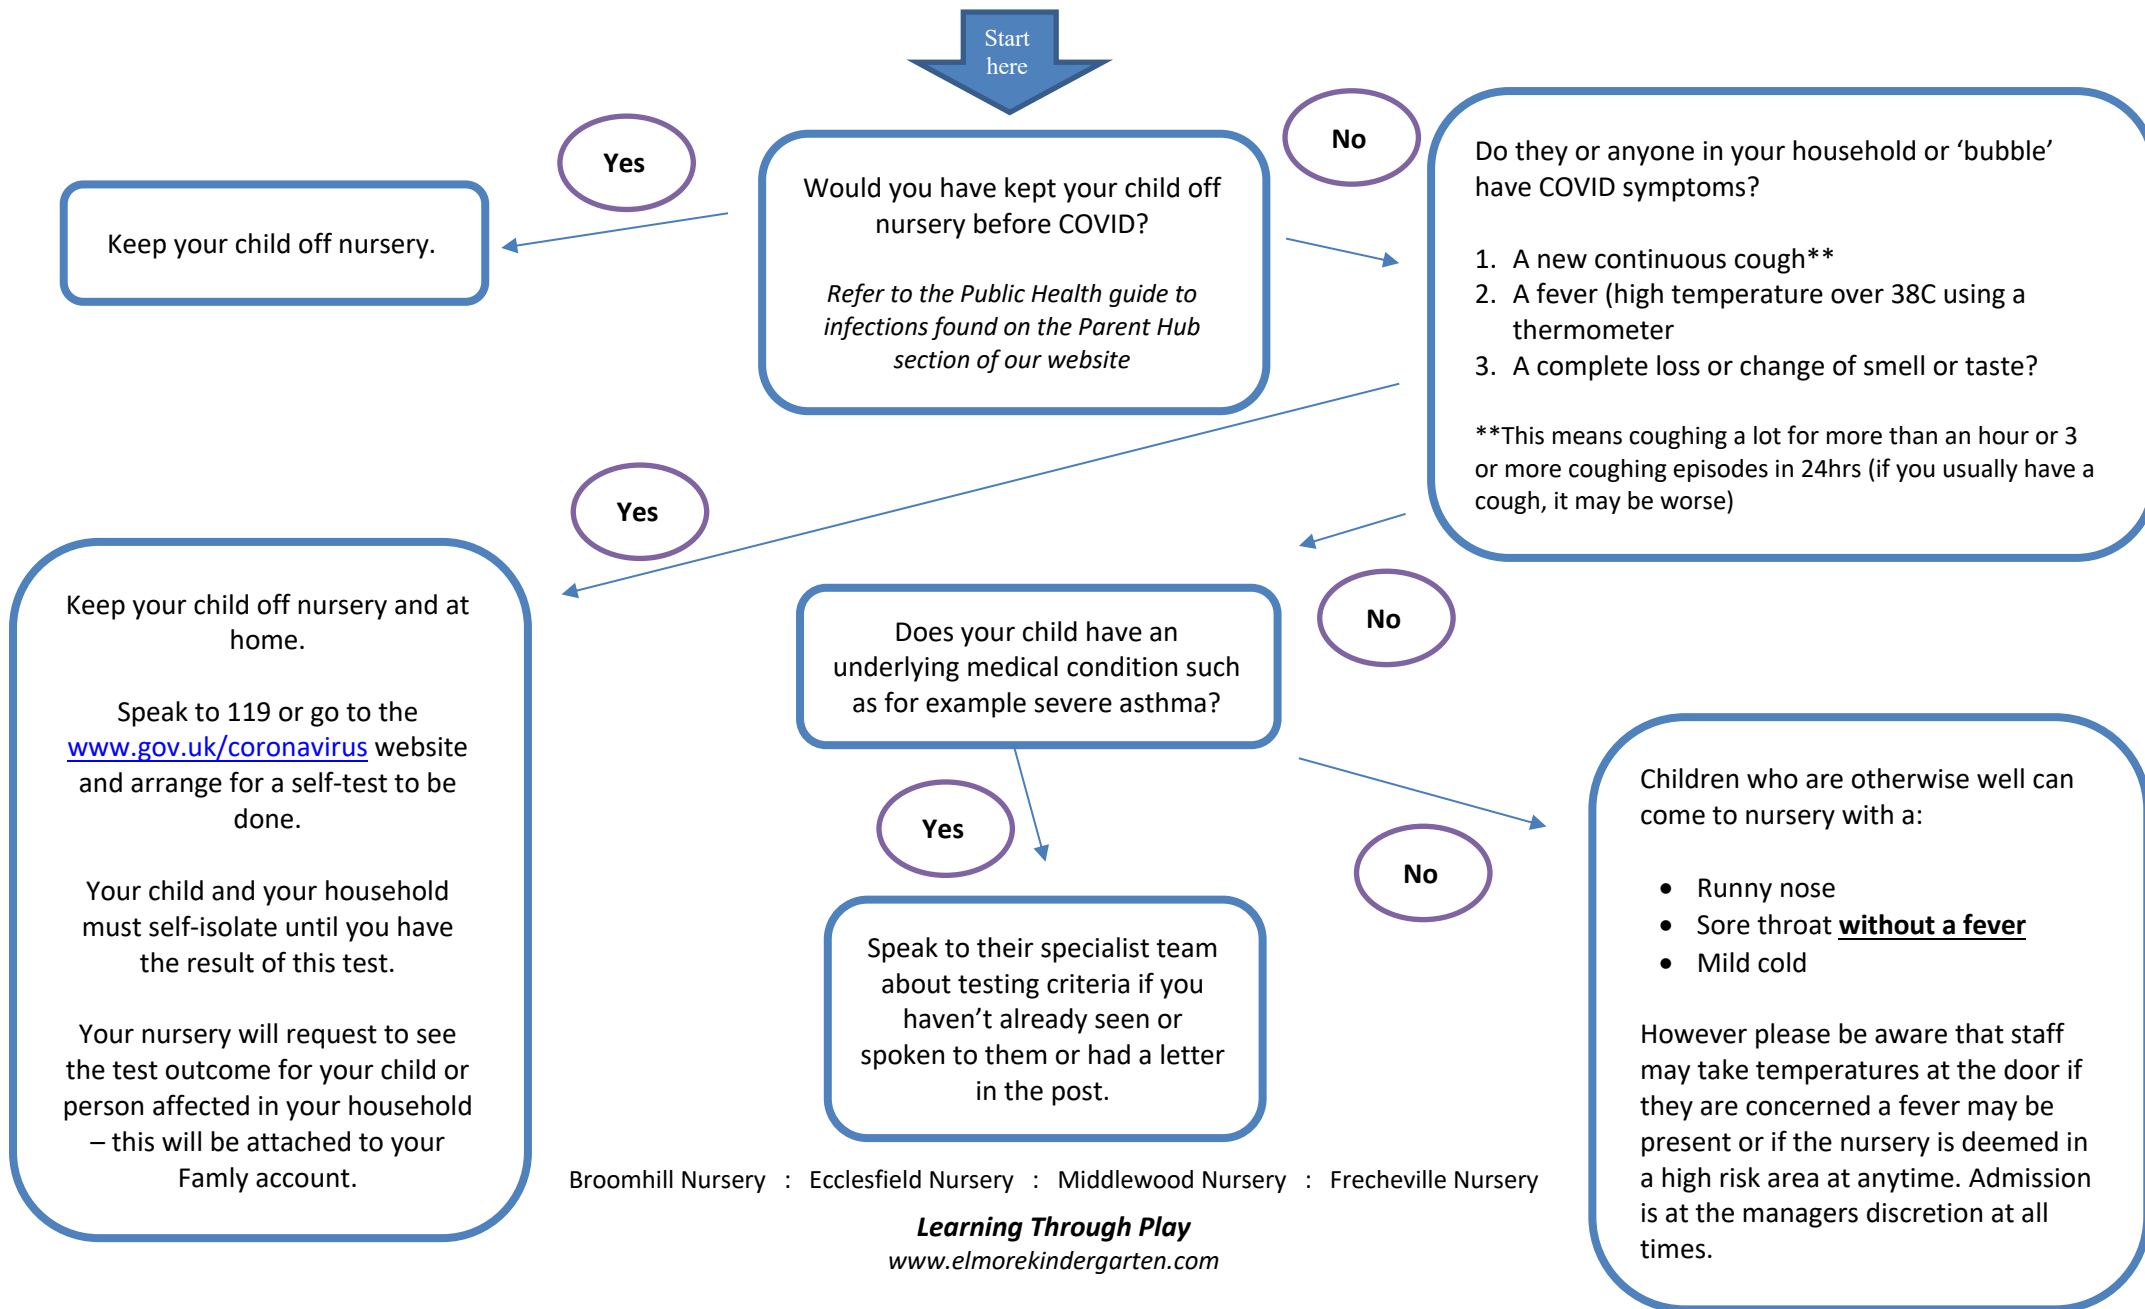 Start
here
Would you have kept your child off
nursery before COVID?
Refer to the Public Health guide to
infections found on the Parent Hub
section of our website
Yes
Keep your child off nursery.
No
Do they or anyone in your household or ‘bubble’
have COVID symptoms?
1. A new continuous cough**
2. A fever (high temperature over 38C using a
thermometer
3. A complete loss or change of smell or taste?
**This means coughing a lot for more than an hour or 3
or more coughing episodes in 24hrs (if you usually have a
cough, it may be worse)
Yes
Keep your child off nursery and at
home.
Speak to 119 or go to the
www.gov.uk/coronavirus website
and arrange for a self-test to be
done.
Your child and your household
must self-isolate until you have
the result of this test.
Your nursery will request to see
the test outcome for your child or
person affected in your household
– this will be attached to your
Famly account.
No
Does your child have an
underlying medical condition such
as for example severe asthma?
Yes
Speak to their specialist team
about testing criteria if you
haven’t already seen or
spoken to them or had a letter
in the post.
No
Children who are otherwise well can
come to nursery with a:
• Runny nose
• Sore throat without a fever
• Mild cold
However please be aware that staff
may take temperatures at the door if
they are concerned a fever may be
present or if the nursery is deemed in
a high risk area at anytime. Admission
is at the managers discretion at all
times.
Broomhill Nursery : Ecclesfield Nursery : Middlewood Nursery : Frecheville Nursery
Learning Through Play
www.elmorekindergarten.com